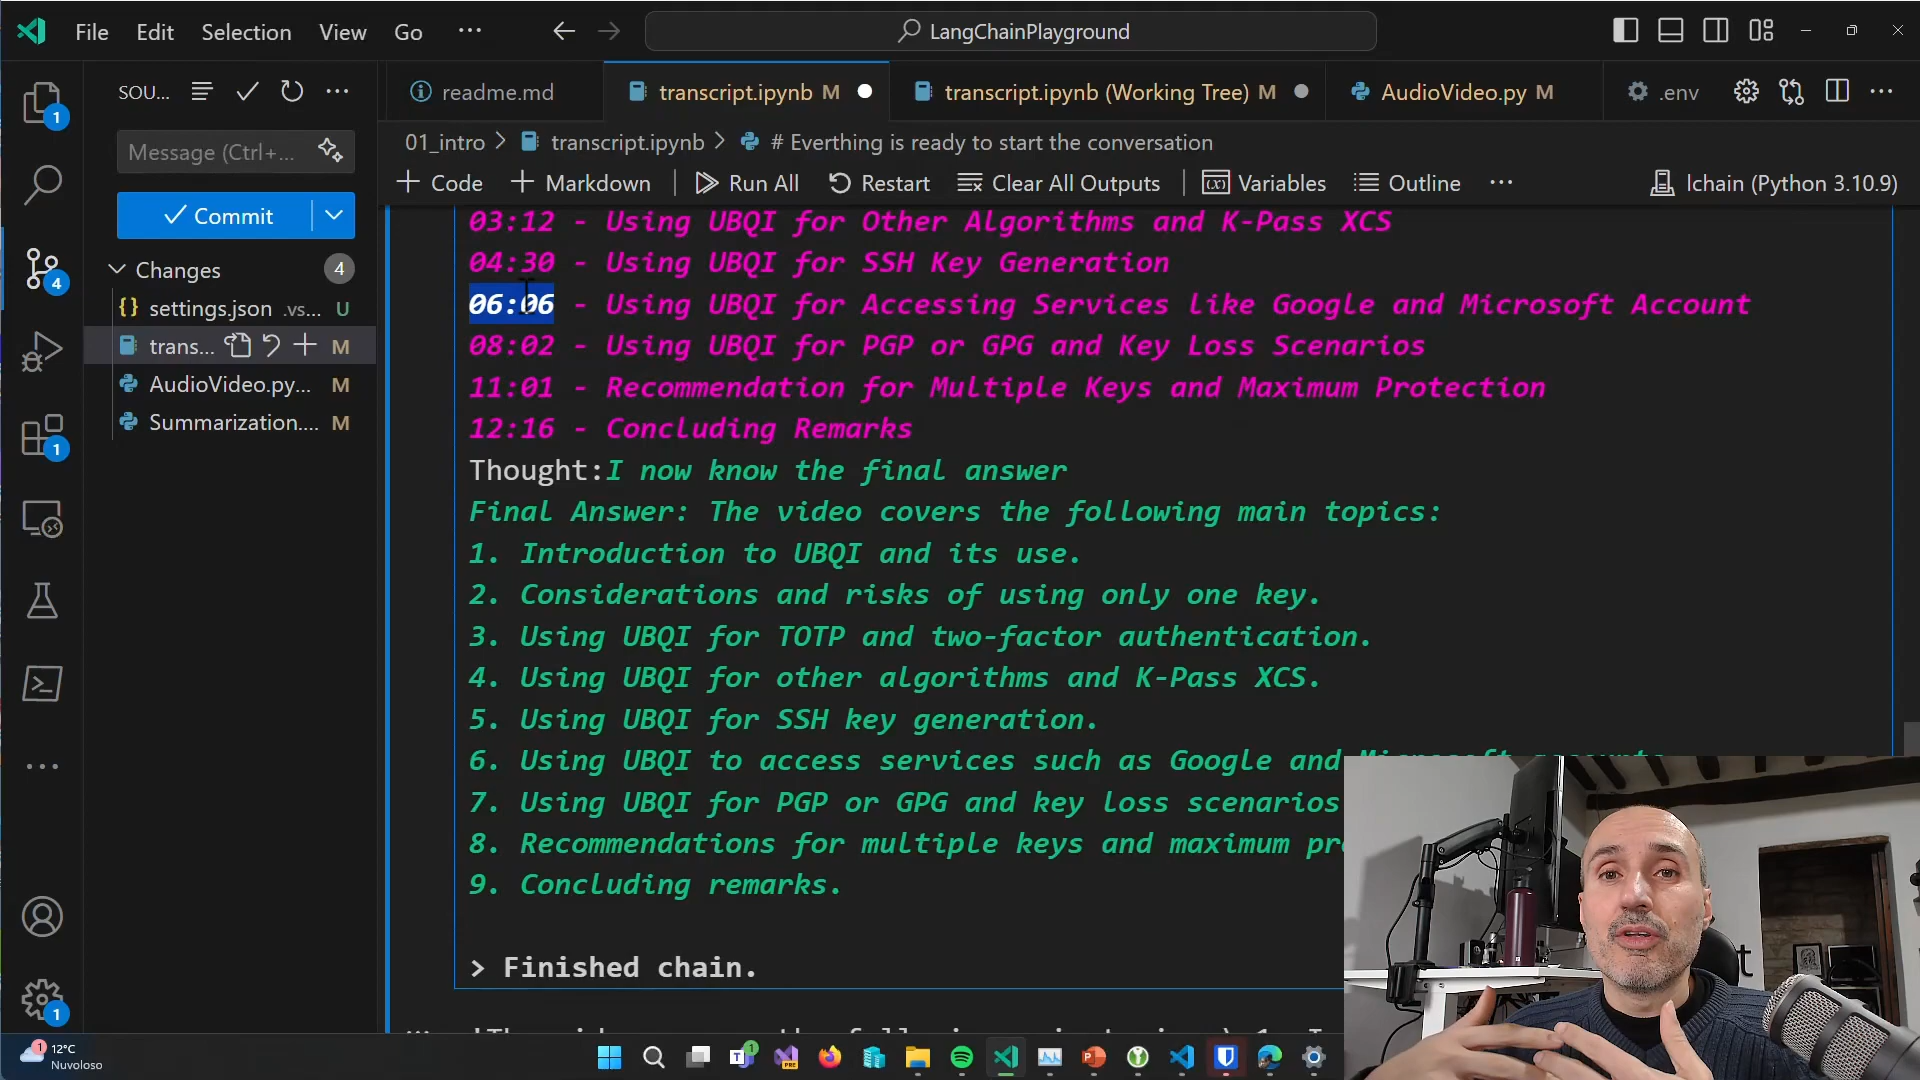 File Edit Selection View Go ··· LangChainPlayground
SOU... readme.md transcript.ipynb M transcript.ipynb (Working Tree) M AudioVideo.py M .env
01_intro > transcript.ipynb > # Everthing is ready to start the conversation
+ Code + Markdown Run All Restart Clear All Outputs Variables Outline ··· lchain (Python 3.10.9)
Message (Ctrl+...
Commit
Changes 4
settings.json .vs... U
trans... M
AudioVideo.py... M
Summarization.... M
1
4
1
1
03:12 - Using UBQI for Other Algorithms and K-Pass XCS
04:30 - Using UBQI for SSH Key Generation
06:06 - Using UBQI for Accessing Services like Google and Microsoft Account
08:02 - Using UBQI for PGP or GPG and Key Loss Scenarios
11:01 - Recommendation for Multiple Keys and Maximum Protection
12:16 - Concluding Remarks
Thought:I now know the final answer
Final Answer: The video covers the following main topics:
1. Introduction to UBQI and its use.
2. Considerations and risks of using only one key.
3. Using UBQI for TOTP and two-factor authentication.
4. Using UBQI for other algorithms and K-Pass XCS.
5. Using UBQI for SSH key generation.
6. Using UBQI to access services such as Google and
7. Using UBQI for PGP or GPG and key loss scenarios
8. Recommendations for multiple keys and maximum
9. Concluding remarks.
> Finished chain.
1 12°C
Nuvoloso
1
PRE